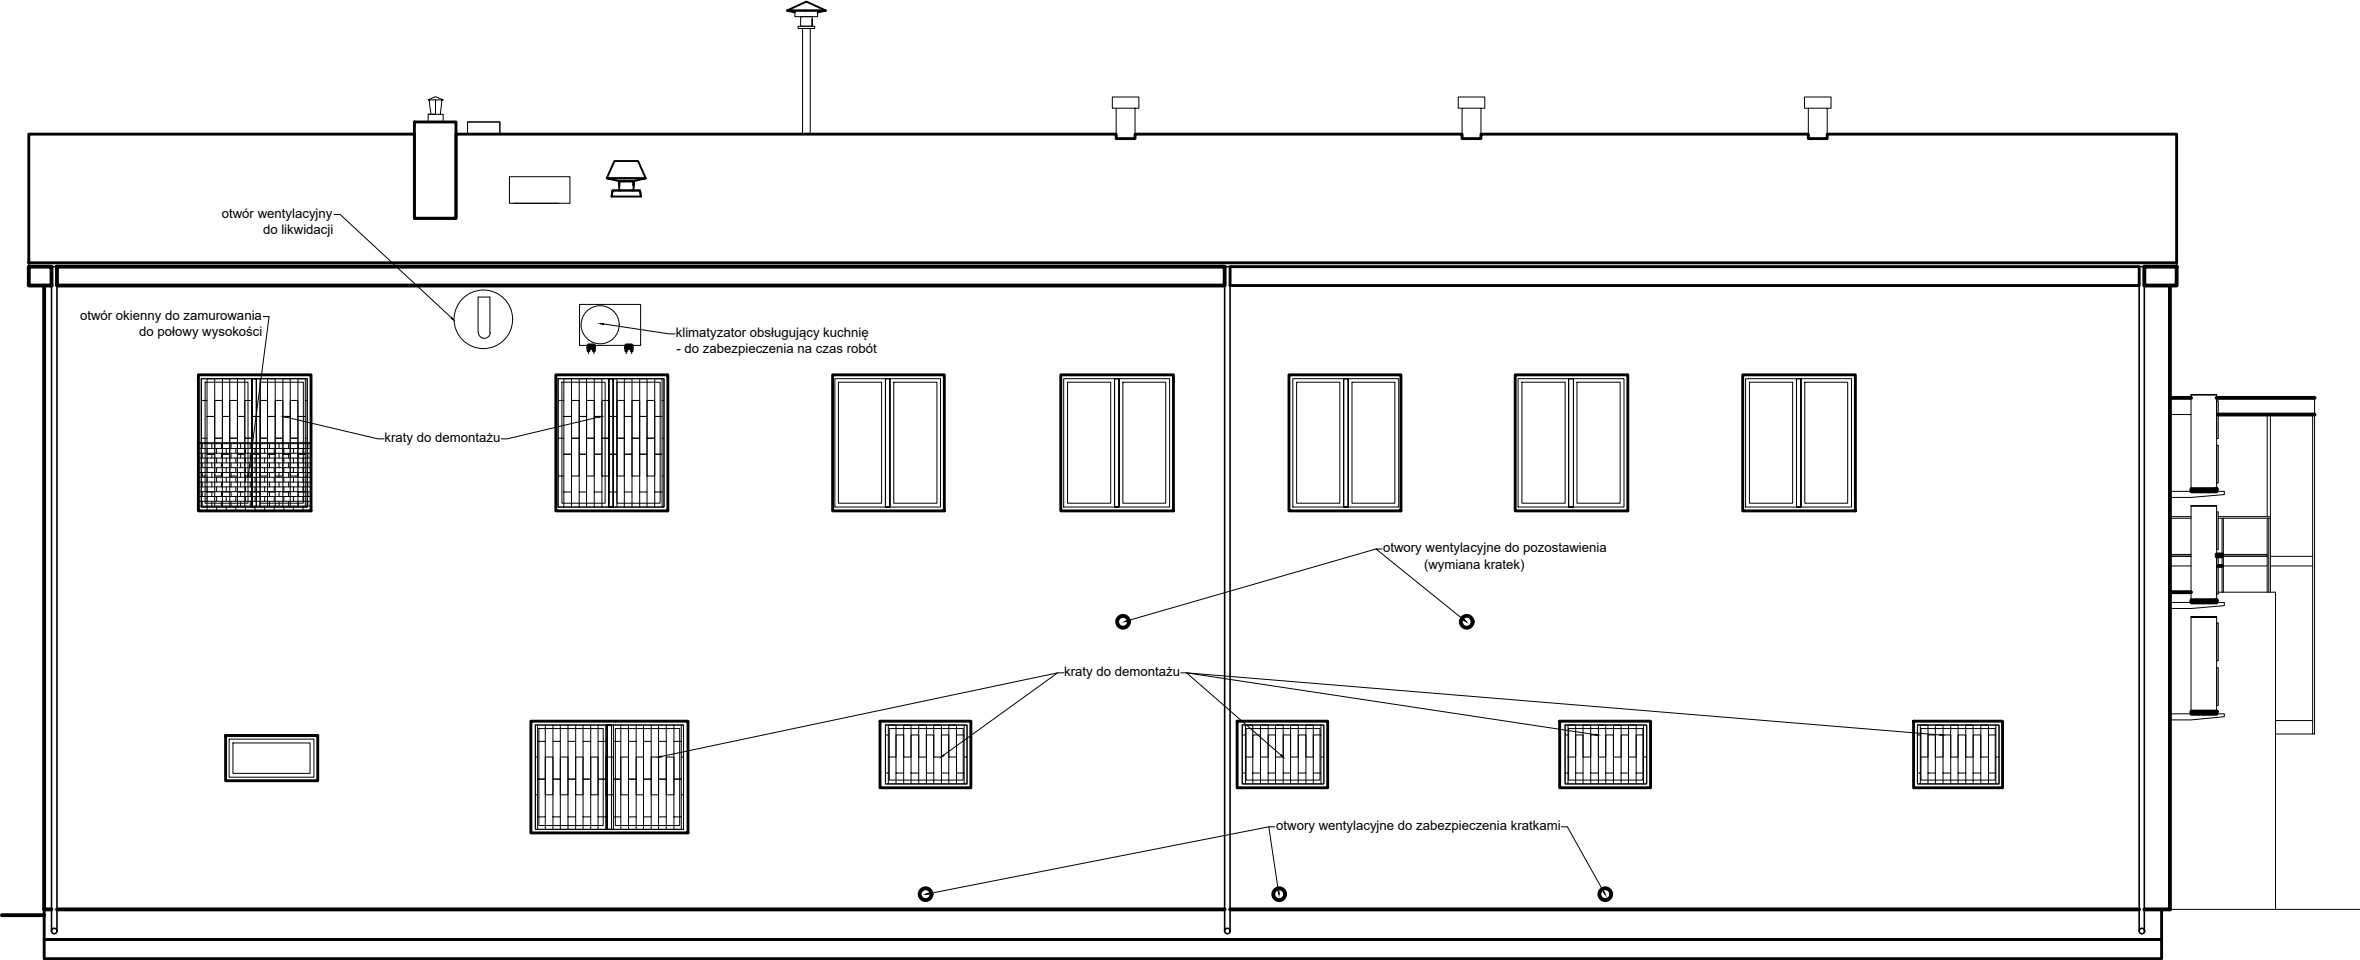 otwór wentylacyjny
do likwidacji
otwór okienny do zamurowania
do połowy wysokości
klimatyzator obsługujący kuchnię
- do zabezpieczenia na czas robót
kraty do demontażu
otwory wentylacyjne do pozostawienia
(wymiana kratek)
kraty do demontażu
otwory wentylacyjne do zabezpieczenia kratkami